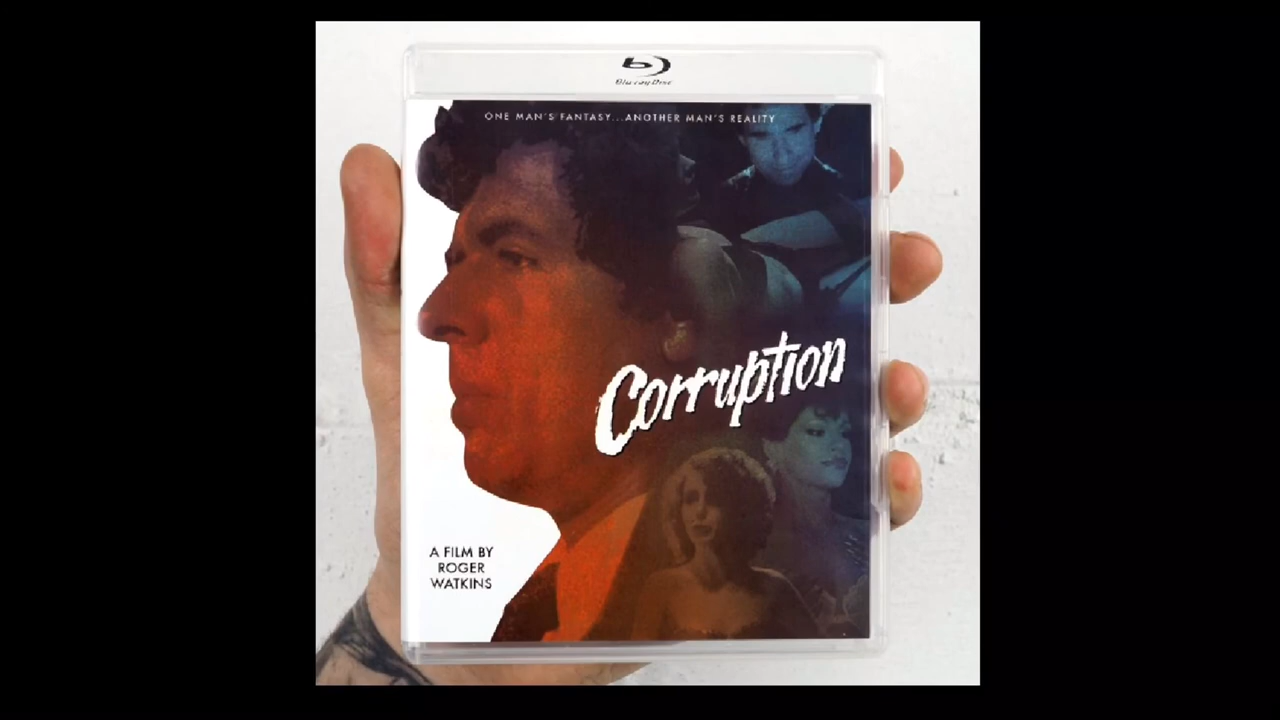 Blu-ray Disc
ONE MAN'S FANTASY...ANOTHER MAN'S REALITY
Corruption
A FILM BY
ROGER
WATKINS